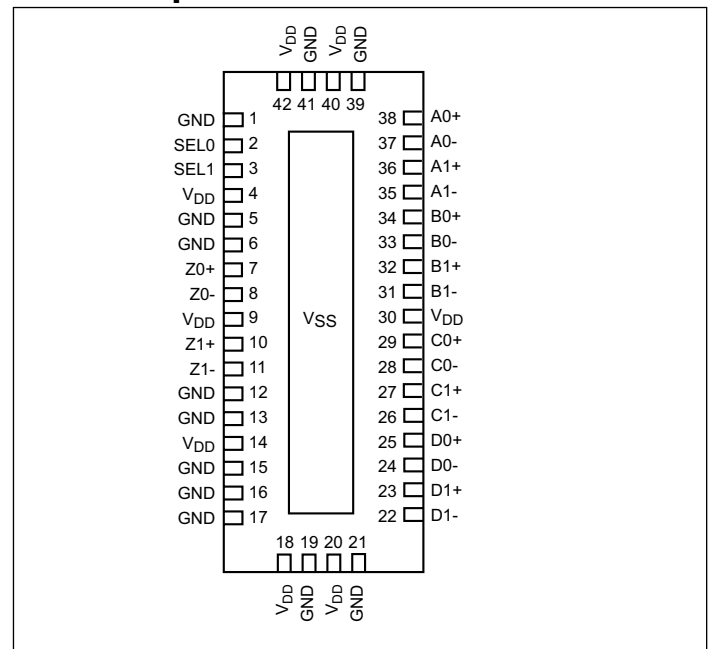 VDD GND VDD GND
42 41 40 39
GND 1
SEL0 2
SEL1 3
VDD 4
GND 5
GND 6
Z0+ 7
Z0- 8
VDD 9
Z1+ 10
Z1- 11
GND 12
GND 13
VDD 14
GND 15
GND 16
GND 17
VSS
38 A0+
37 A0-
36 A1+
35 A1-
34 B0+
33 B0-
32 B1+
31 B1-
30 VDD
29 C0+
28 C0-
27 C1+
26 C1-
25 D0+
24 D0-
23 D1+
22 D1-
18 19 20 21
VDD GND VDD GND